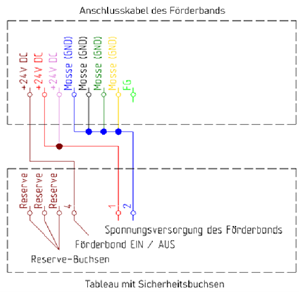 Anschlusskabel des Förderbands
+24V DC
+24V DC
+24V DC
Masse (GND)
Masse (GND)
Masse (GND)
Masse (GND)
FG
Reserve
Reserve
Reserve
4
1
2
Spannungsversorgung des Förderbands
Förderband EIN / AUS
Reserve-Buchsen
Tableau mit Sicherheitsbuchsen